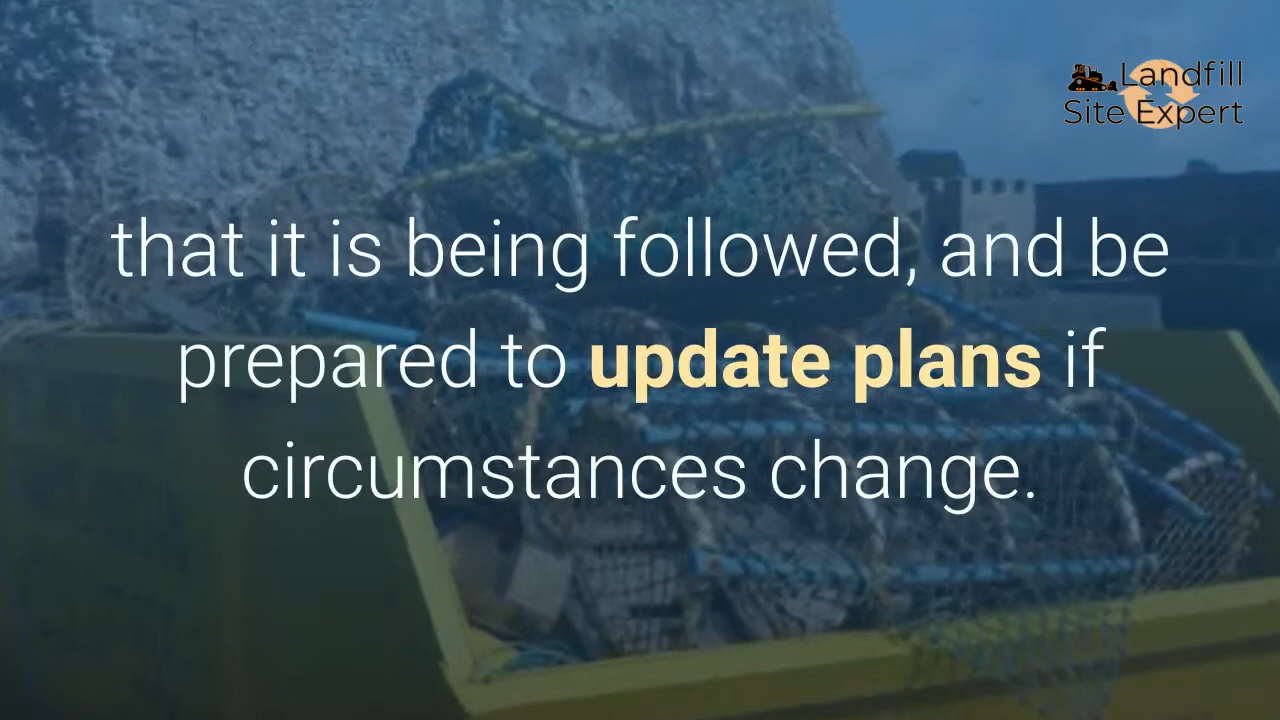 Landfill
Site Expert
that it is being followed, and be
prepared to update plans if
circumstances change.